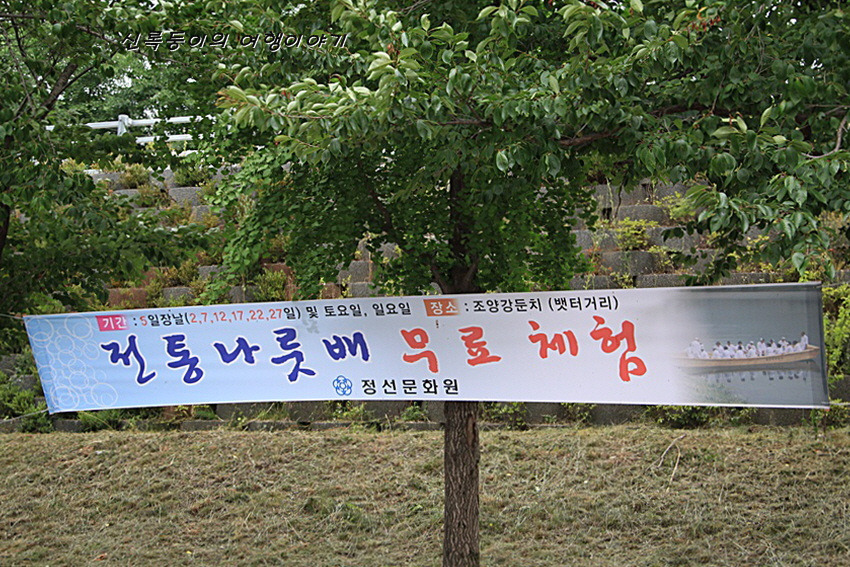 신록둥이의 여행이야기
기간 : 5일장날(2,7,12,17,22,27일) 및 토요일, 일요일 장소 : 조양강둔치 (뱃터거리)
전통나룻배 무료 체험
정선문화원